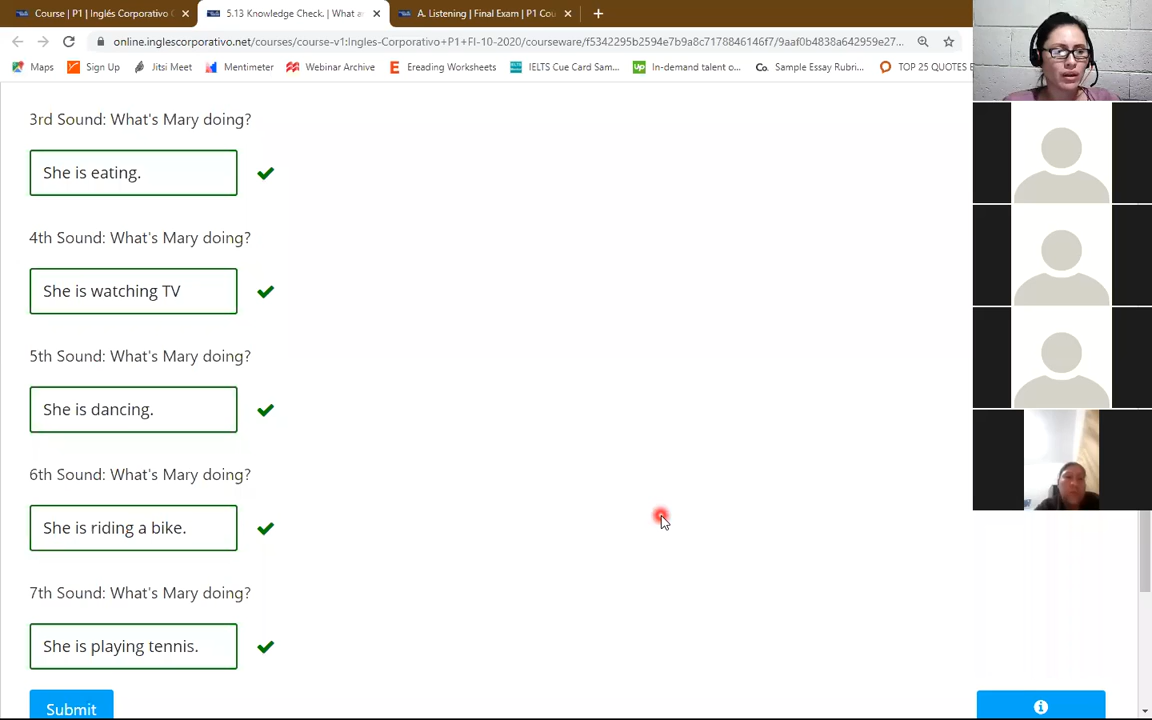 Course | P1 | Inglés Corporativo
5.13 Knowledge Check. | What a
A. Listening | Final Exam | P1 Cou
online.inglescorporativo.net/courses/course-v1:Ingles-Corporativo+P1+FI-10-2020/courseware/f5342295b2594e7b9a8c7178846146f7/9aaf0b4838a642959e27...
Maps
Sign Up
Jitsi Meet
Mentimeter
Webinar Archive
Ereading Worksheets
IELTS Cue Card Sam...
In-demand talent o...
Sample Essay Rubri...
TOP 25 QUOTES
3rd Sound: What's Mary doing?
She is eating.
4th Sound: What's Mary doing?
She is watching TV
5th Sound: What's Mary doing?
She is dancing.
6th Sound: What's Mary doing?
She is riding a bike.
7th Sound: What's Mary doing?
She is playing tennis.
Submit